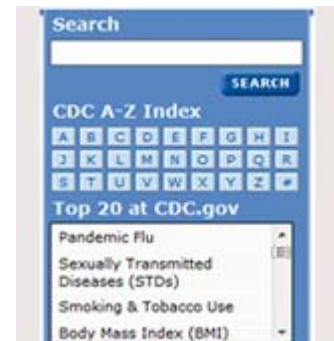 Search
SEARCH
CDC A-Z Index
A B C D E F G H I
J K L M N O P Q R
S T U V W X Y Z #
Top 20 at CDC.gov
Pandemic Flu
Sexually Transmitted
Diseases (STDs)
Smoking & Tobacco Use
Body Mass Index (BMI)